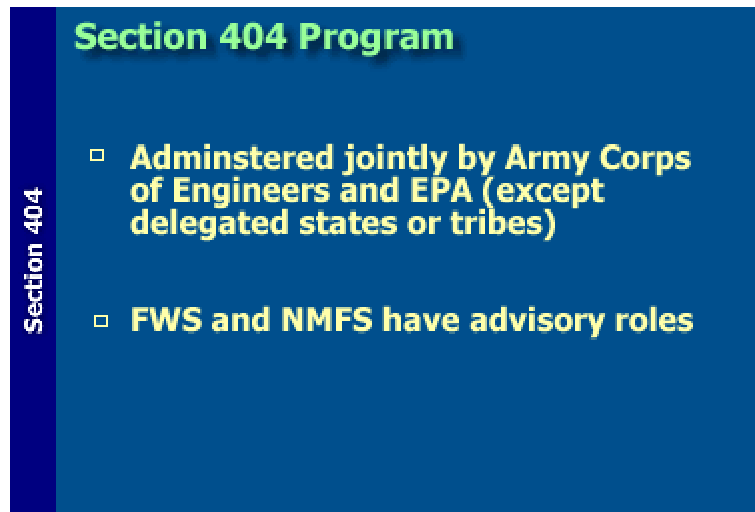 Section 404 Program
Adminstered jointly by Army Corps
of Engineers and EPA (except
delegated states or tribes)
FWS and NMFS have advisory roles
Section 404